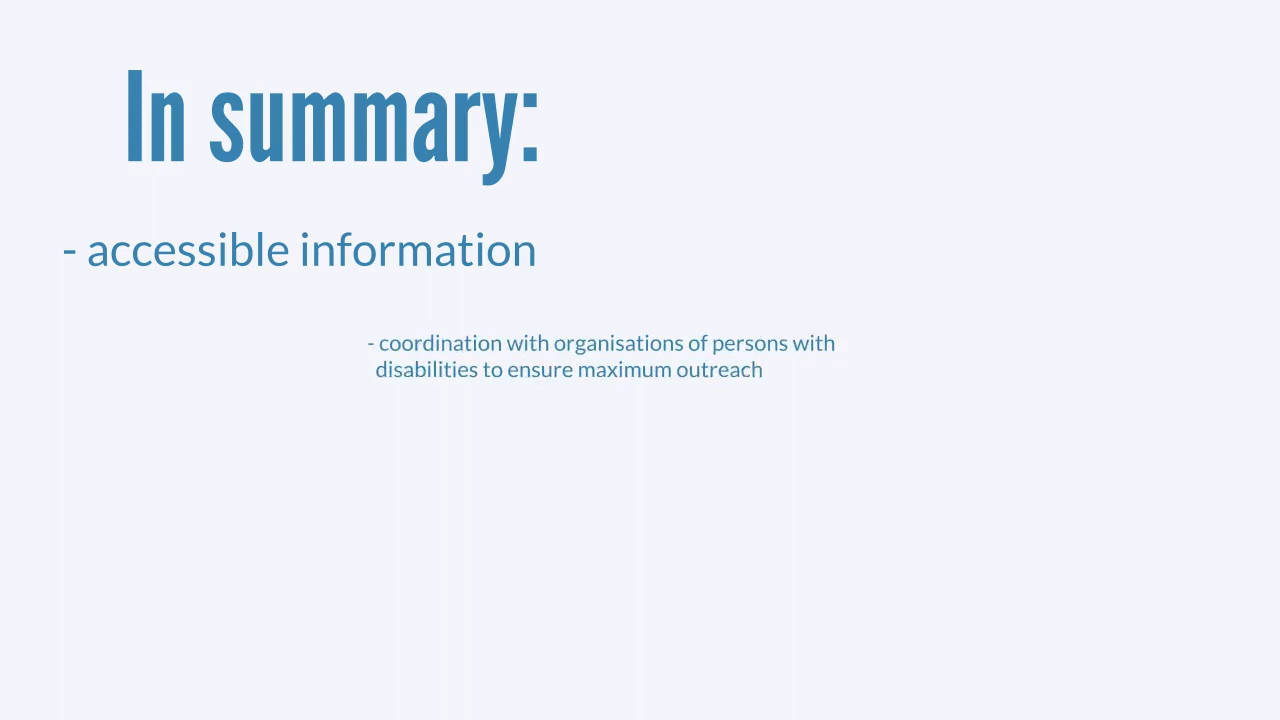 In summary:
- accessible information
- coordination with organisations of persons with
disabilities to ensure maximum outreach